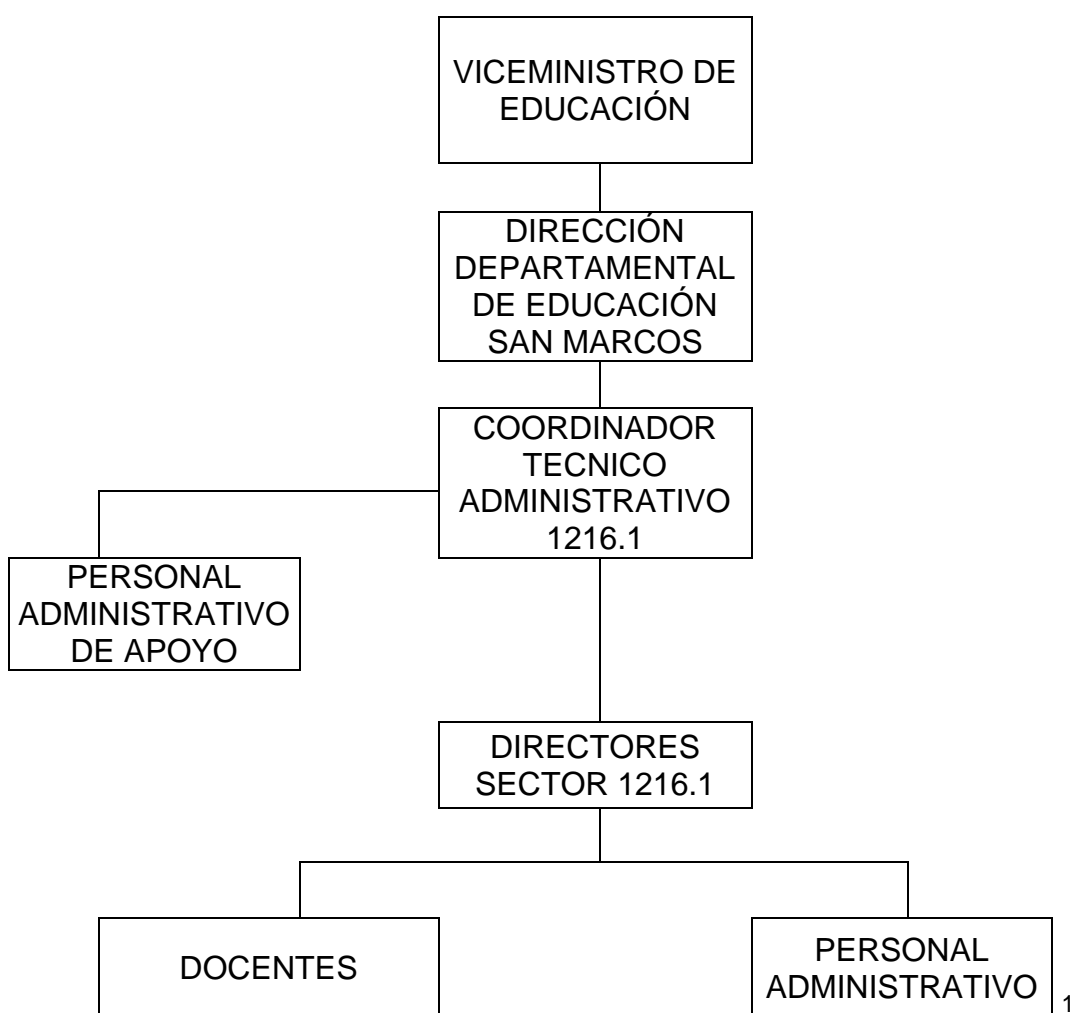 VICEMINISTRO DE
EDUCACIÓN
DIRECCIÓN
DEPARTAMENTAL
DE EDUCACIÓN
SAN MARCOS
COORDINADOR
TECNICO
ADMINISTRATIVO
1216.1
PERSONAL
ADMINISTRATIVO
DE APOYO
DIRECTORES
SECTOR 1216.1
DOCENTES
PERSONAL
ADMINISTRATIVO
1